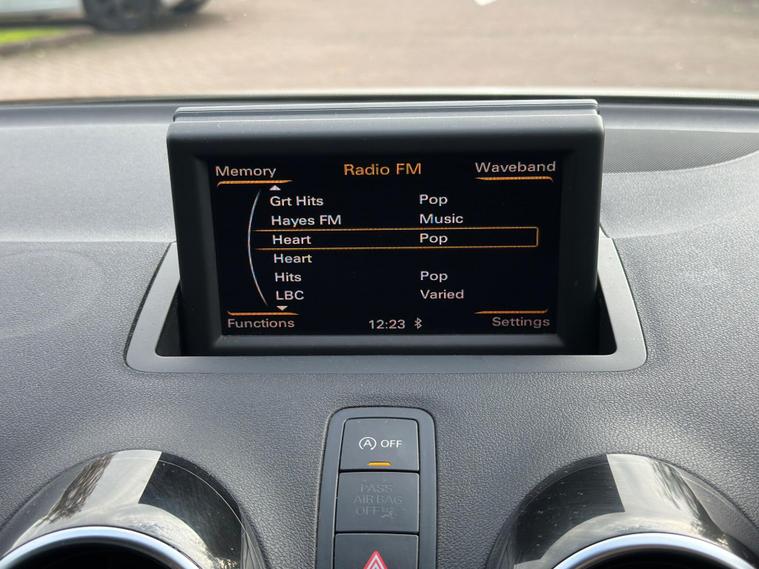 Memory Radio FM Waveband
Grt Hits Pop
Hayes FM Music
Heart Pop
Heart
Hits Pop
LBC Varied
Functions 12:23 Settings
A OFF
PASS
AIR BAG
OFF